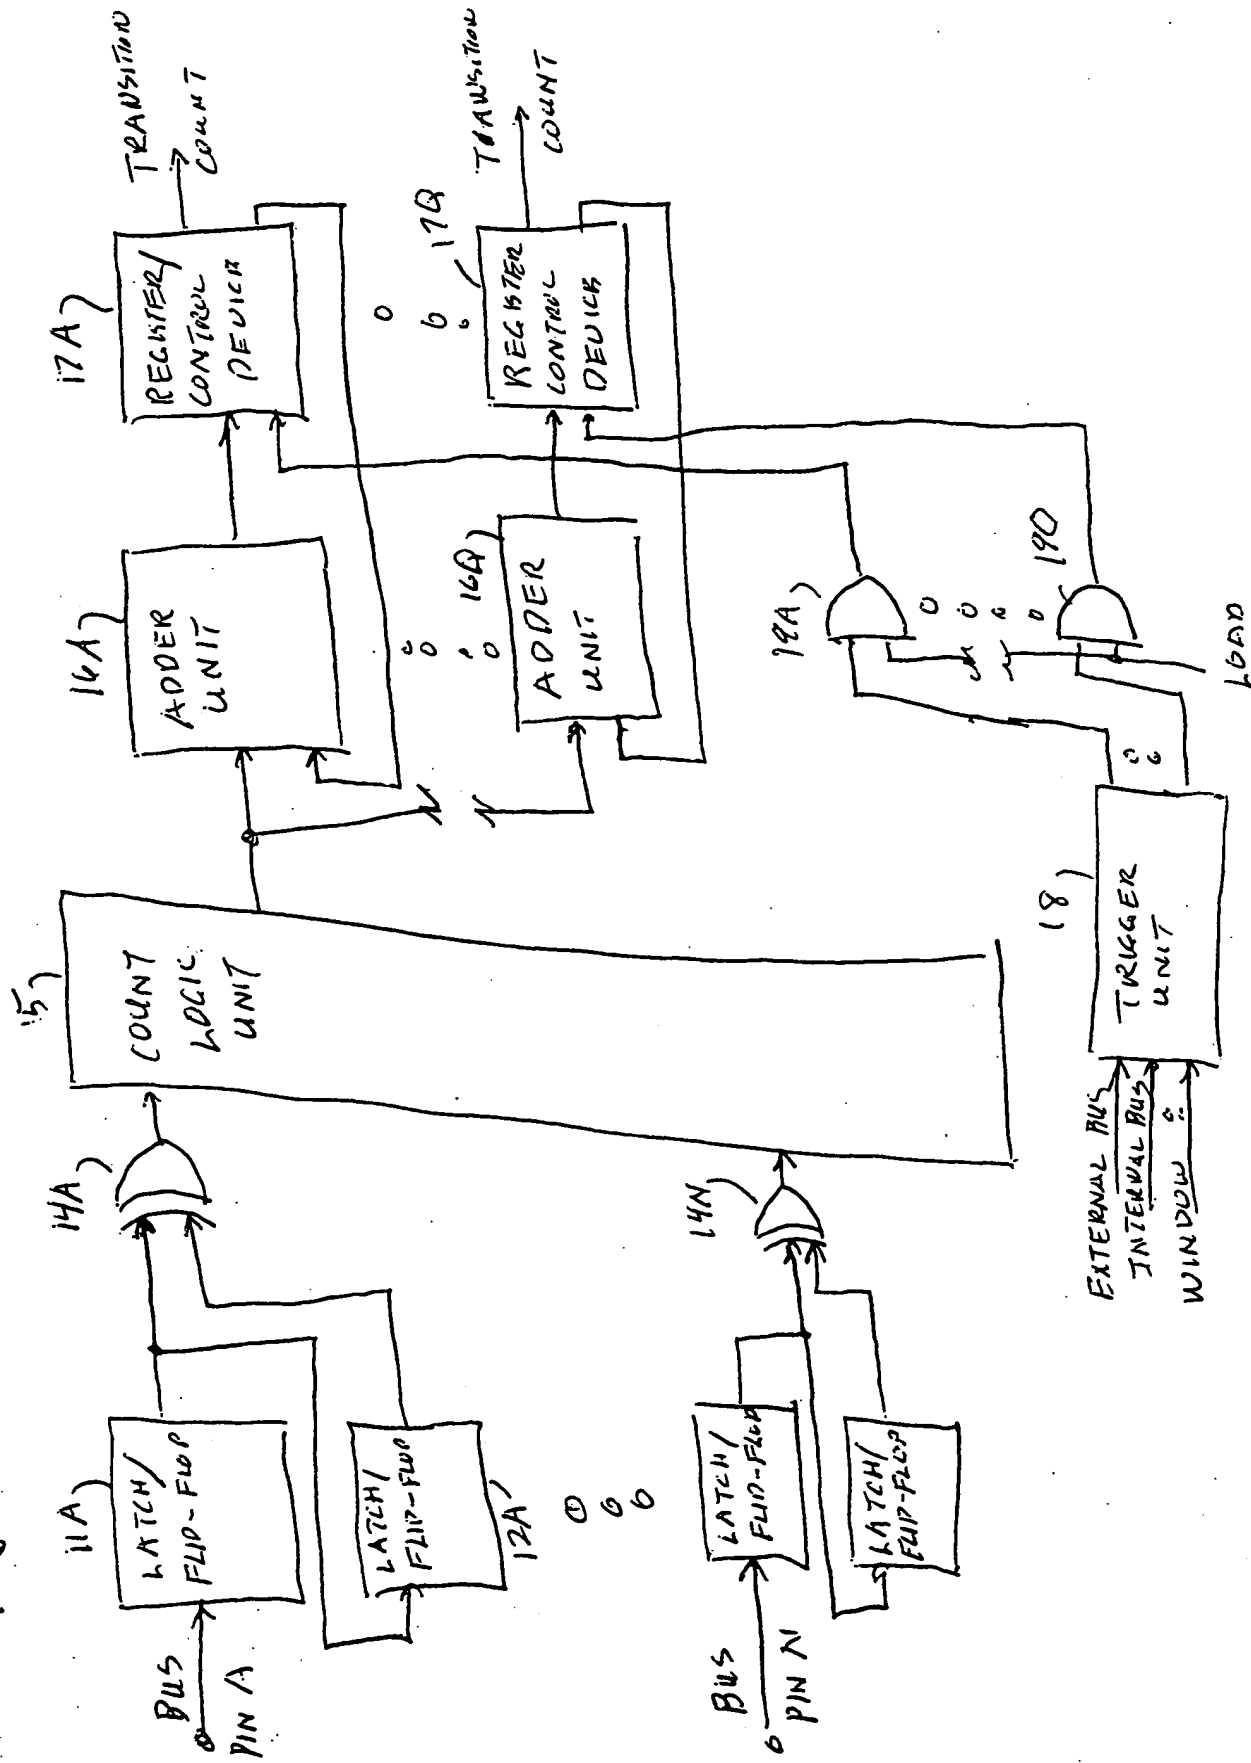 BUS
PIN A
11A
LATCH/
FLIP-FLOP
LATCH/
FLIP-FLOP
12A
14A
15
COUNT
LOGIC
UNIT
16A
ADDER
UNIT
17A
REGISTER/
CONTROL
DEVICE
TRANSITION
COUNT
BUS
PIN N
LATCH/
FLIP-FLOP
LATCH/
FLIP-FLOP
14N
16Q
ADDER
UNIT
17Q
REGISTER
CONTROL
DEVICE
TRANSITION
COUNT
EXTERNAL BUS
INTERNAL BUS
WINDOW
18
TRIGGER
UNIT
19A
19Q
LOAD